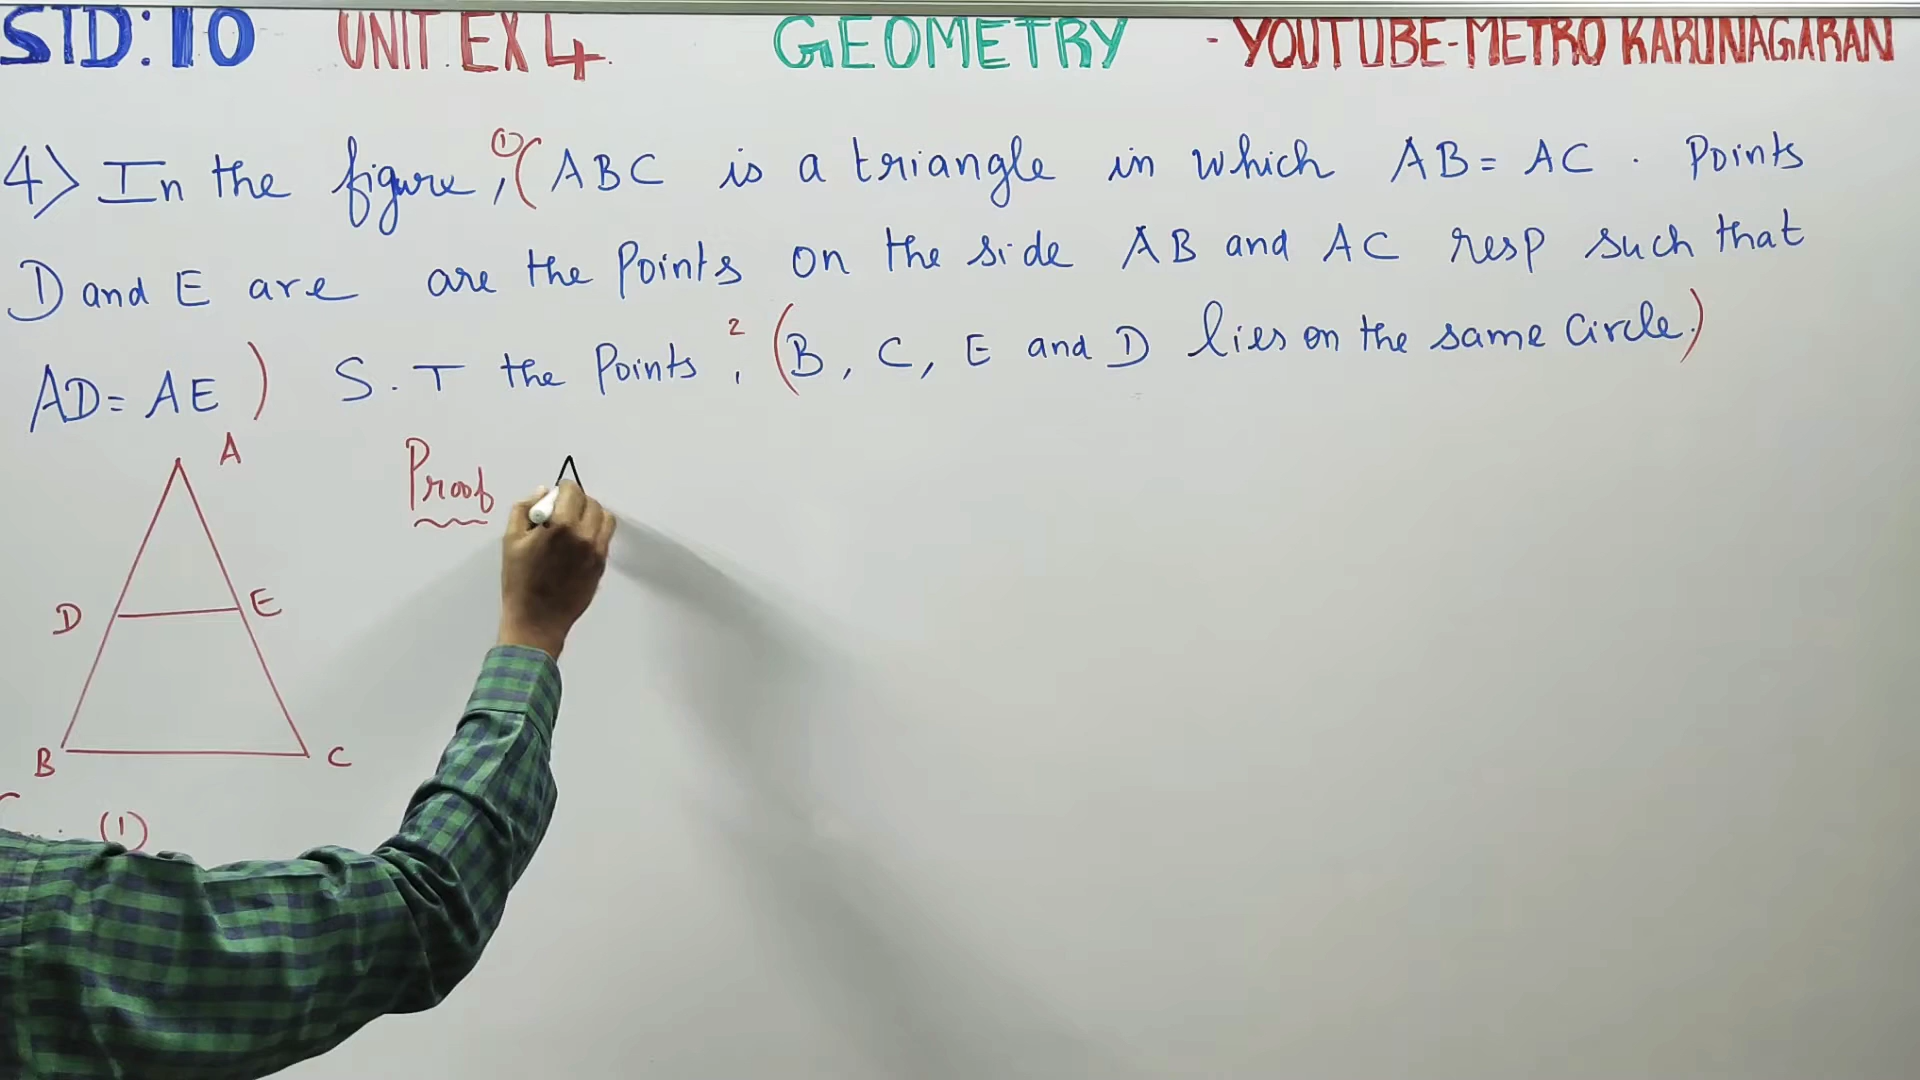 STD: 10 UNIT. EX 4. GEOMETRY - YOUTUBE-METRO KARUNAGARAN
4) In the figure, (1) (ABC is a triangle in which AB = AC . Points
D and E are are the Points on the side AB and AC resp such that
AD = AE ) S.T the Points, 2 (B, C, E and D lies on the same circle.)
A
Proof
D E
B C
(1)